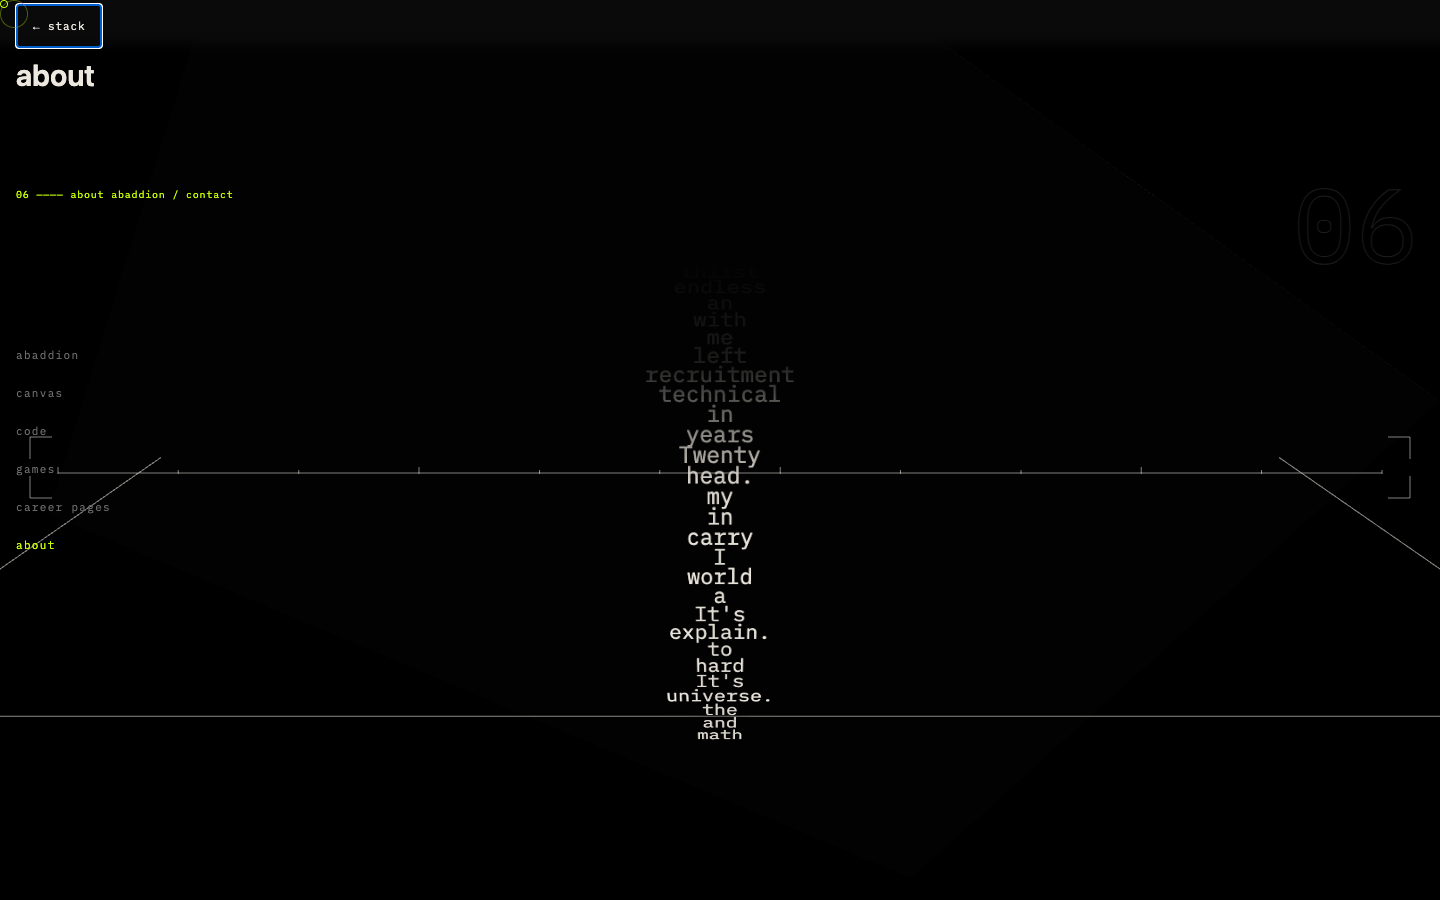 ← stack
about
06 ——— about abaddion / contact
06
thirst
endless
an
with
me
left
recruitment
technical
in
years
Twenty
head.
my
in
carry
I
world
a
It's
explain.
to
hard
It's
universe.
the
and
math
abaddion
canvas
code
games
career pages
about